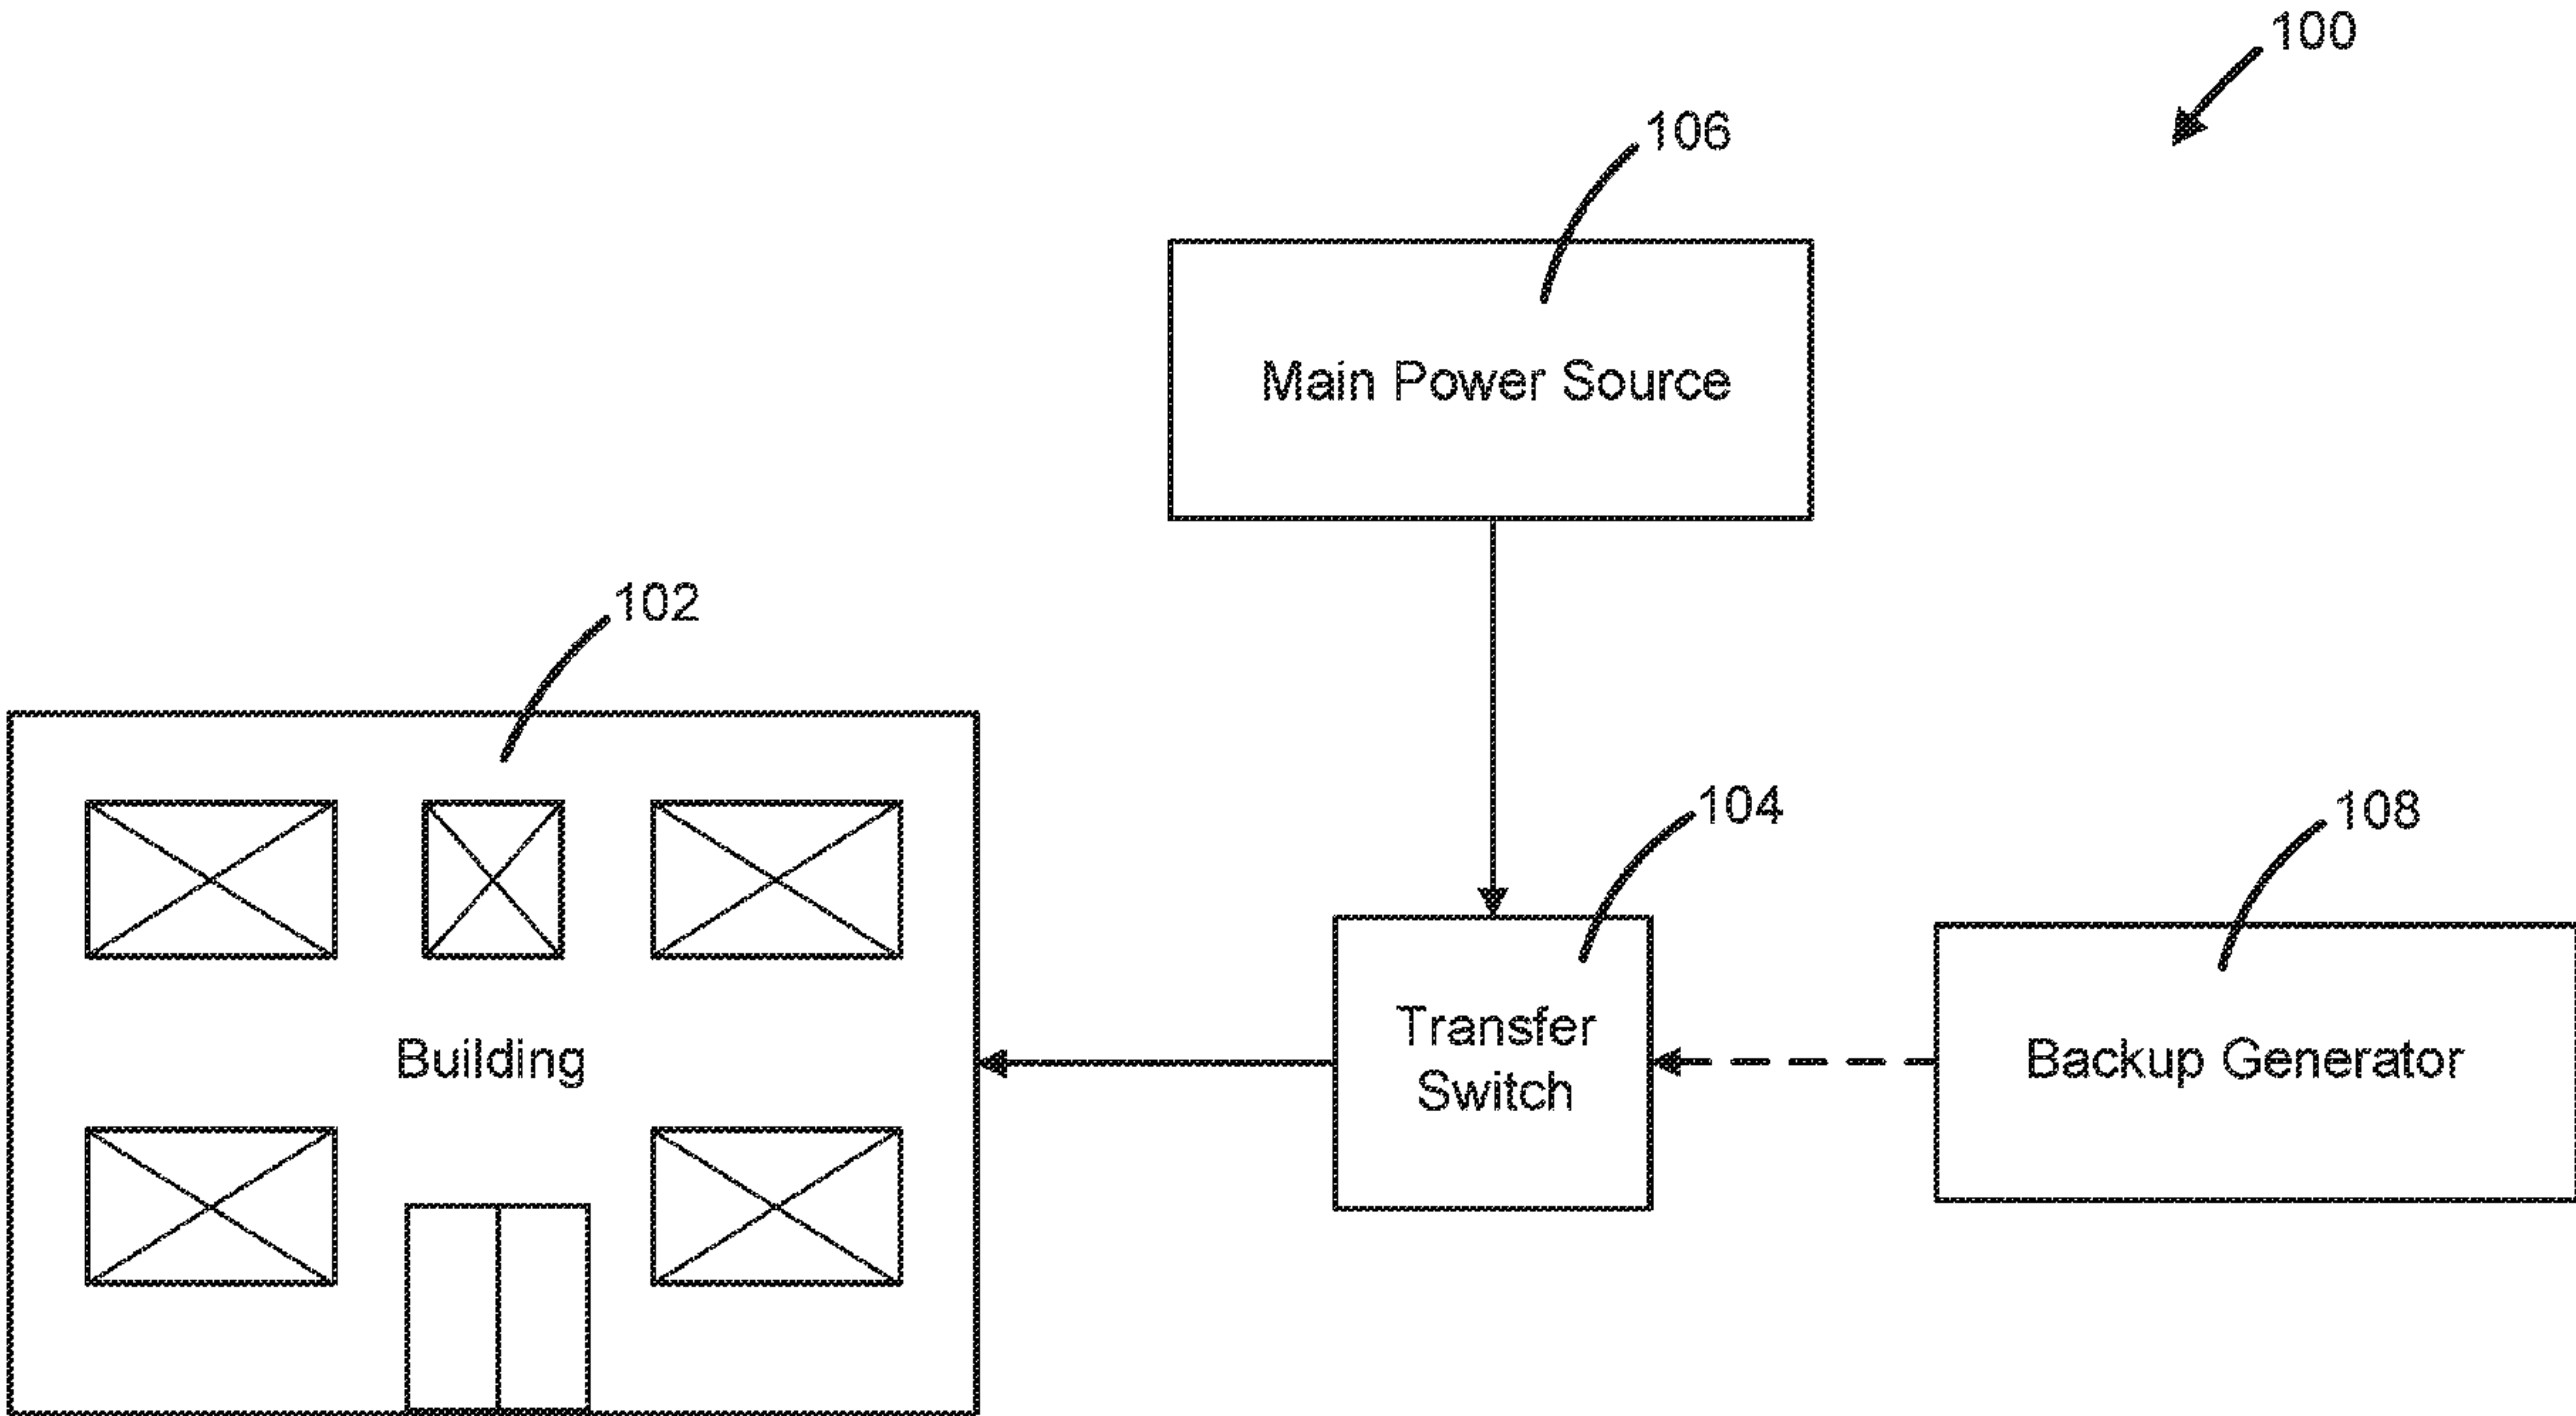 100
106
Main Power Source
102
104
108
Transfer
Switch
Building
Backup Generator